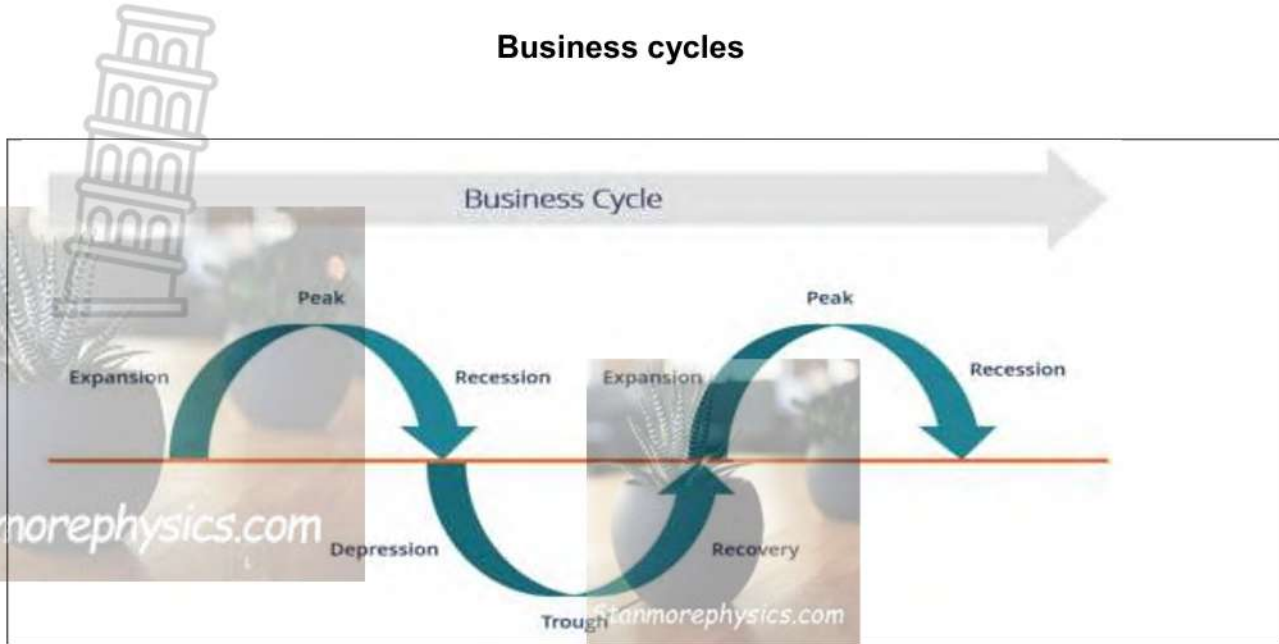 Business cycles
Business Cycle
Peak
Peak
Expansion
Recession
Expansion
Recession
morephysics.com
Depression
Recovery
Trough
Stanmorephysics.com